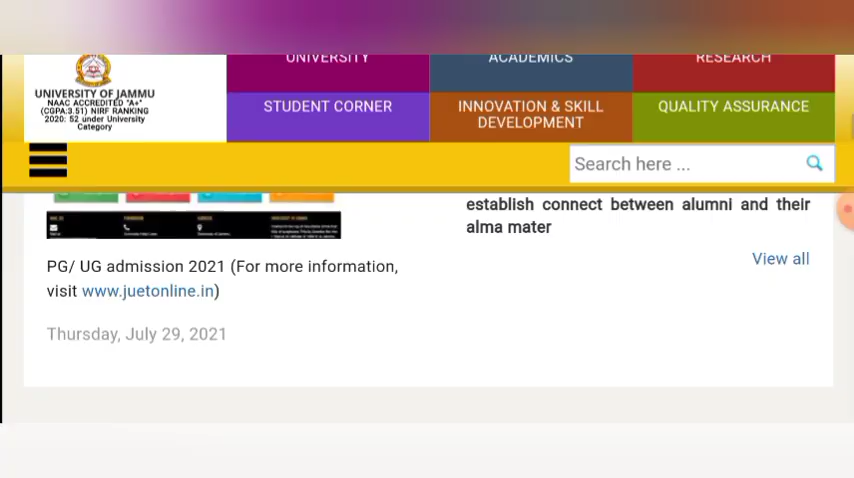 UNIVERSITY
ACADEMICS
RESEARCH
UNIVERSITY OF JAMMU
NAAC ACCREDITED "A+"
(CGPA:3.51) NIRF RANKING
2020: 52 under University
Category
STUDENT CORNER
INNOVATION & SKILL
DEVELOPMENT
QUALITY ASSURANCE
Search here ...
PG/ UG admission 2021 (For more information,
visit www.juetonline.in)
Thursday, July 29, 2021
establish connect between alumni and their
alma mater
View all